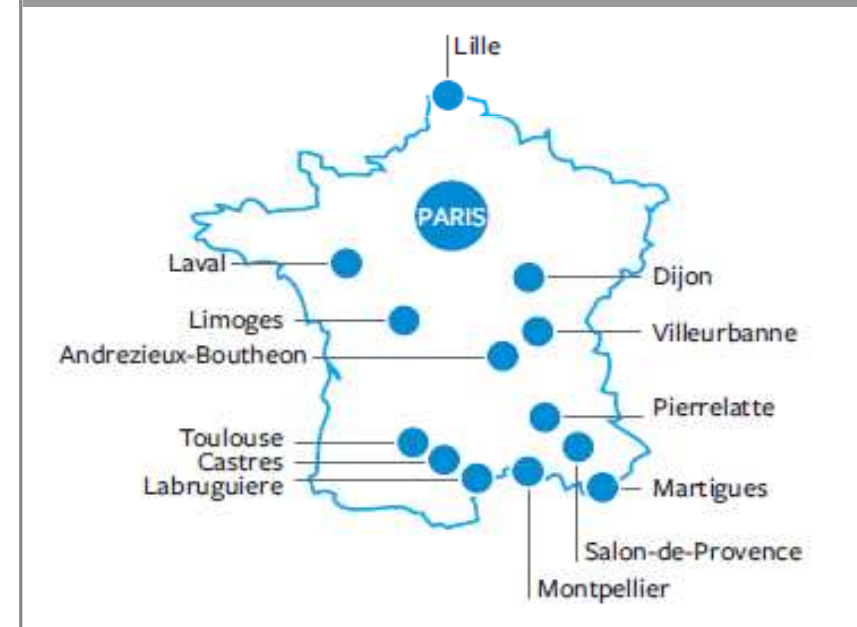 Lille
PARIS
Laval
Dijon
Limoges
Villeurbanne
Andrezieux-Boutheon
Pierrelatte
Toulouse
Castres
Labruguiere
Martigues
Salon-de-Provence
Montpellier